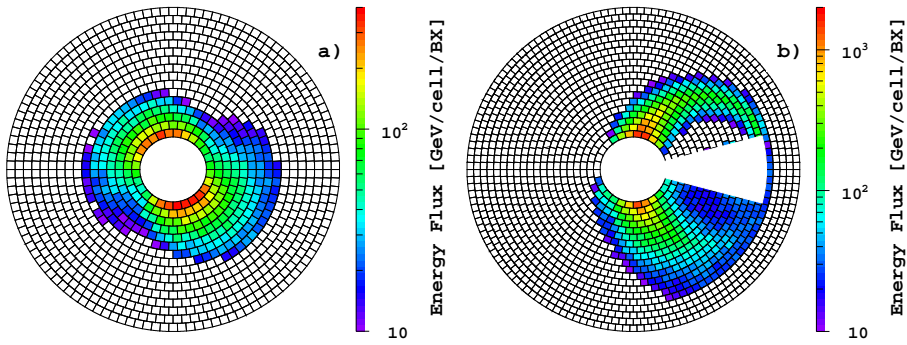 a)
10²
10
Energy Flux [GeV/cell/BX]
b)
10³
10²
10
Energy Flux [GeV/cell/BX]